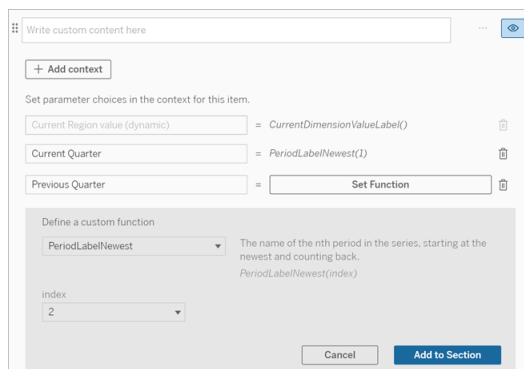 Write custom content here
+ Add context
Set parameter choices in the context for this item.
Current Region value (dynamic) = CurrentDimensionValueLabel()
Current Quarter = PeriodLabelNewest(1)
Previous Quarter = Set Function
Define a custom function
PeriodLabelNewest
The name of the nth period in the series, starting at the
newest and counting back.
PeriodLabelNewest(index)
index
2
Cancel Add to Section